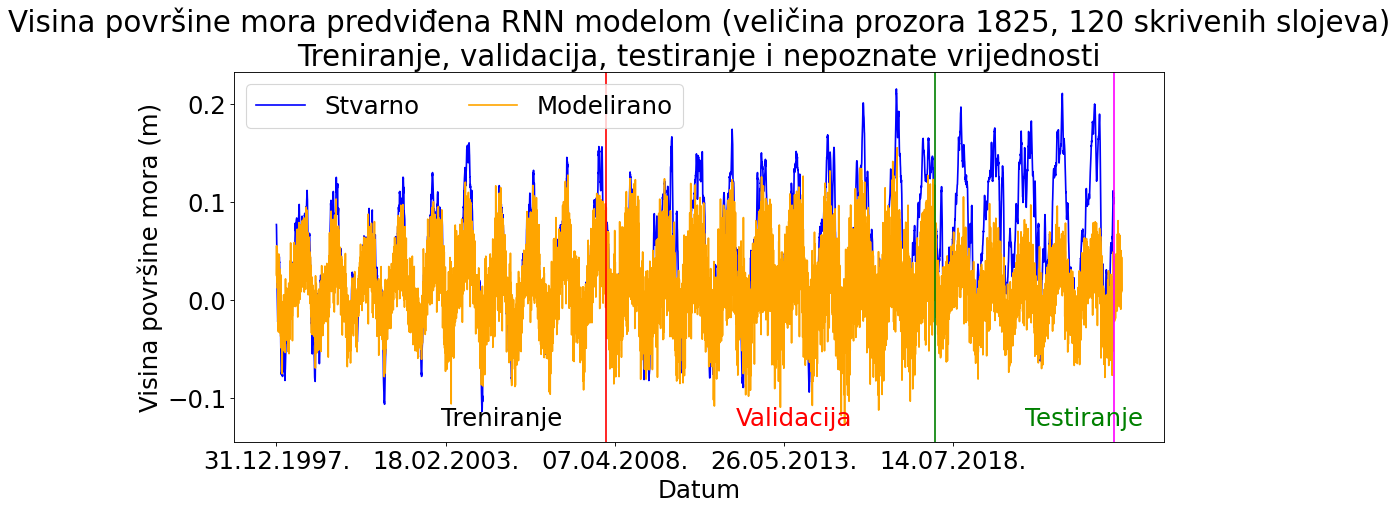 Visina površine mora predviđena RNN modelom (veličina prozora 1825, 120 skrivenih slojeva)
Treniranje, validacija, testiranje i nepoznate vrijednosti
Stvarno Modelirano
Visina površine mora (m)
0.2
0.1
0.0
−0.1
Treniranje Validacija Testiranje
31.12.1997. 18.02.2003. 07.04.2008. 26.05.2013. 14.07.2018.
Datum